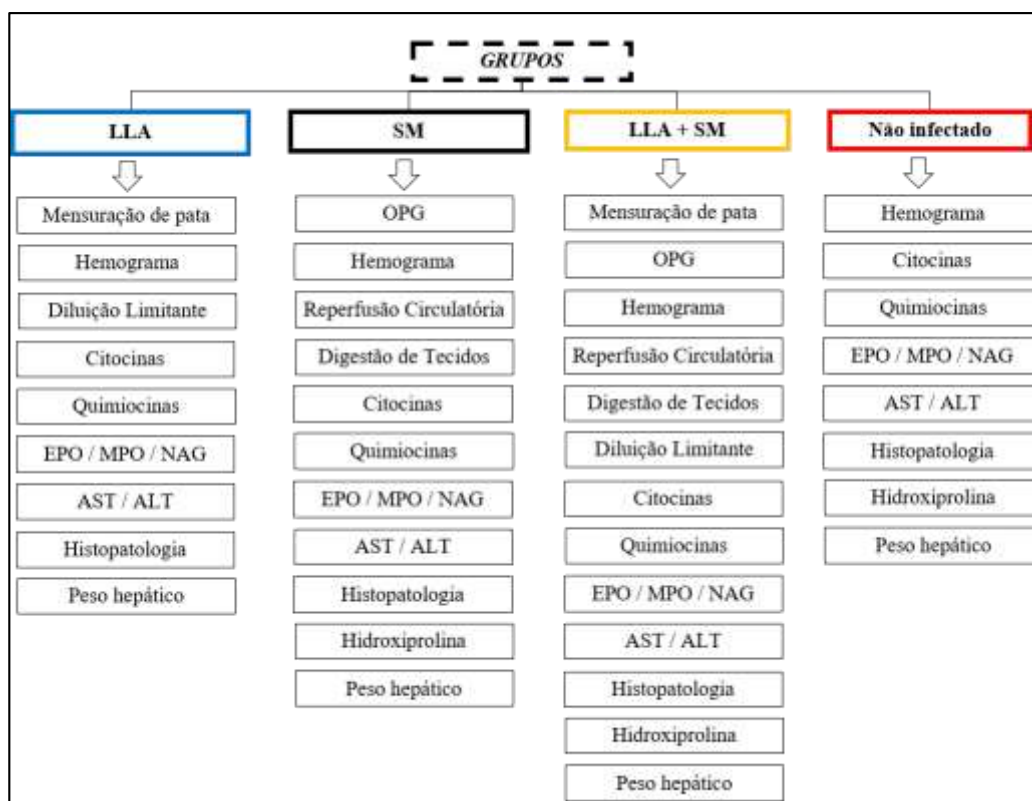 GRUPOS
LLA
Mensuração de pata
Hemograma
Diluição Limitante
Citocinas
Quimiocinas
EPO / MPO / NAG
AST / ALT
Histopatologia
Peso hepático
SM
OPG
Hemograma
Reperfusão Circulatória
Digestão de Tecidos
Citocinas
Quimiocinas
EPO / MPO / NAG
AST / ALT
Histopatologia
Hidroxiprolina
Peso hepático
LLA + SM
Mensuração de pata
OPG
Hemograma
Reperfusão Circulatória
Digestão de Tecidos
Diluição Limitante
Citocinas
Quimiocinas
EPO / MPO / NAG
AST / ALT
Histopatologia
Hidroxiprolina
Peso hepático
Não infectado
Hemograma
Citocinas
Quimiocinas
EPO / MPO / NAG
AST / ALT
Histopatologia
Hidroxiprolina
Peso hepático